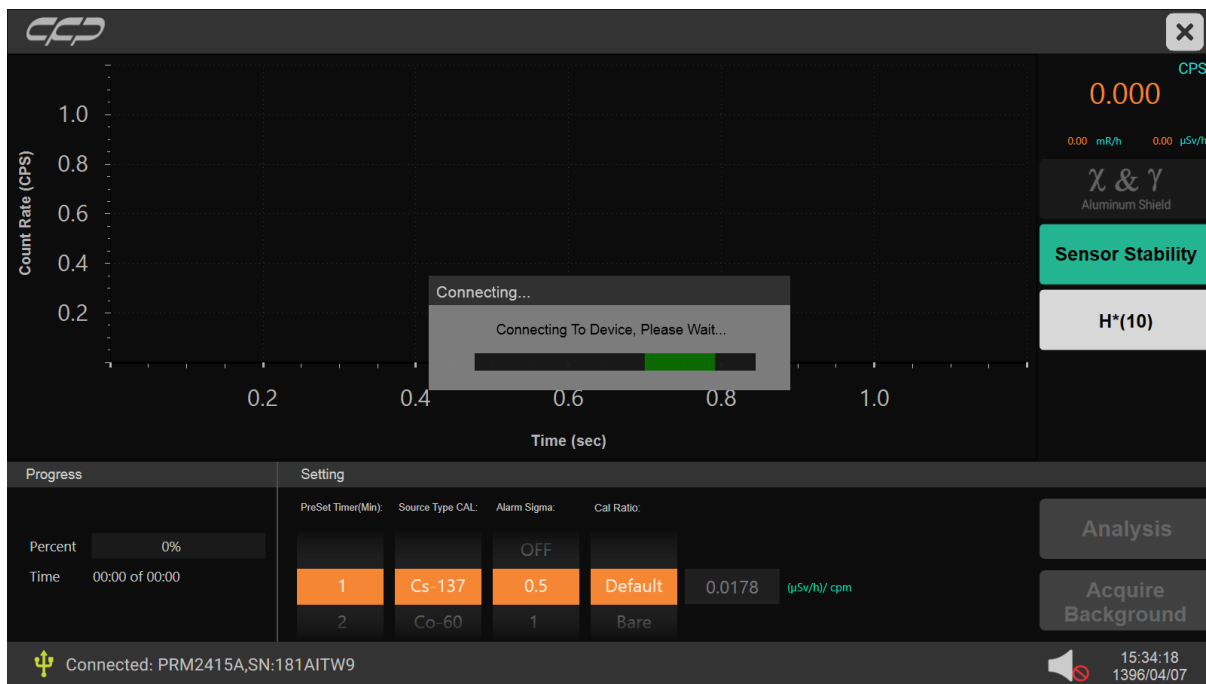 CPS
0.000
0.00 mR/h 0.00 µSv/h
χ & γ
Aluminum Shield
Sensor Stability
H*(10)
Count Rate (CPS)
1.0
0.8
0.6
0.4
0.2
Connecting...
Connecting To Device, Please Wait...
0.2 0.4 0.6 0.8 1.0
Time (sec)
Progress
Percent 0%
Time 00:00 of 00:00
Setting
PreSet Timer(Min): Source Type CAL: Alarm Sigma: Cal Ratio:
OFF
1 Cs-137 0.5 Default 0.0178 (µSv/h)/ cpm
2 Co-60 1 Bare
Analysis
Acquire
Background
Connected: PRM2415A,SN:181AITW9
15:34:18
1396/04/07